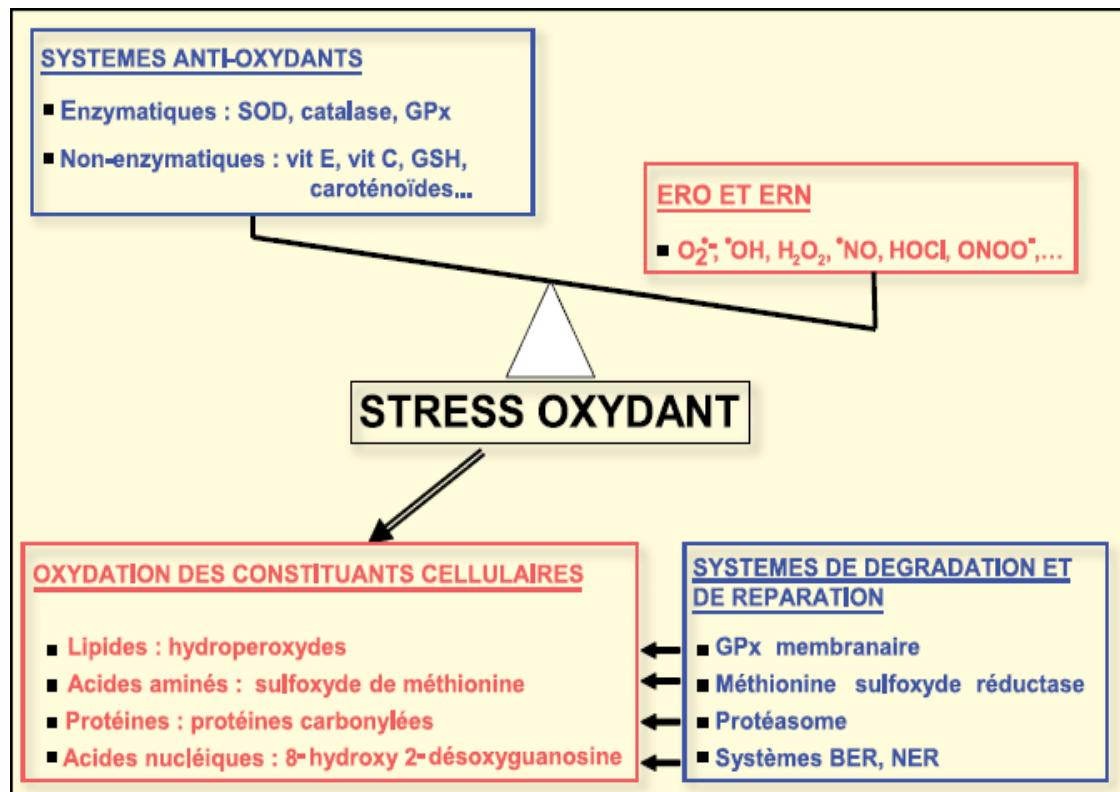 SYSTEMES ANTI-OXYDANTS
▪ Enzymatiques : SOD, catalase, GPx
▪ Non-enzymatiques : vit E, vit C, GSH,
caroténoïdes...
ERO ET ERN
▪ O₂•⁻, •OH, H₂O₂, •NO, HOCl, ONOO⁻,...
STRESS OXYDANT
OXYDATION DES CONSTITUANTS CELLULAIRES
▪ Lipides : hydroperoxydes
▪ Acides aminés : sulfoxyde de méthionine
▪ Protéines : protéines carbonylées
▪ Acides nucléiques : 8-hydroxy 2-désoxyguanosine
SYSTEMES DE DEGRADATION ET
DE REPARATION
▪ GPx membranaire
▪ Méthionine sulfoxyde réductase
▪ Protéasome
▪ Systèmes BER, NER